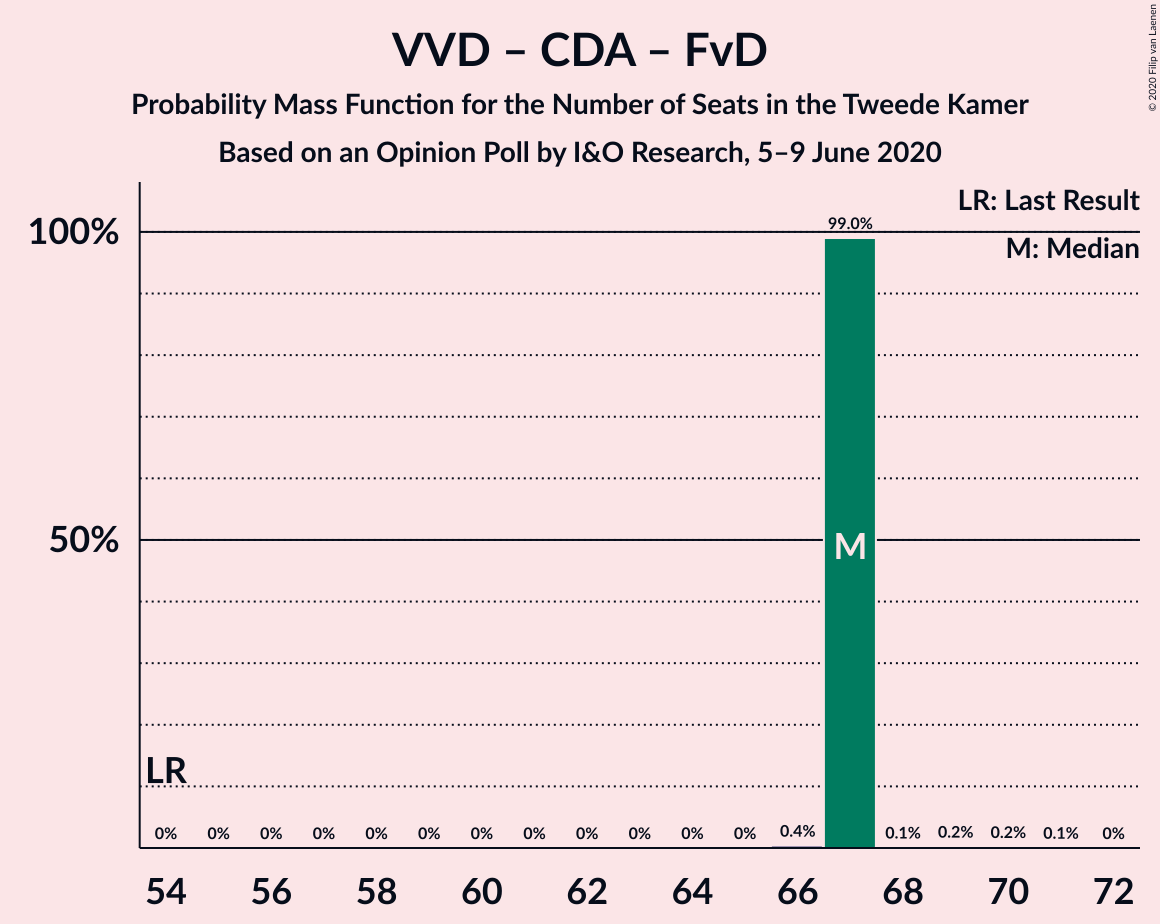 VVD – CDA – FvD
Probability Mass Function for the Number of Seats in the Tweede Kamer
Based on an Opinion Poll by I&O Research, 5–9 June 2020
© 2020 Filip van Laenen
LR: Last Result
M: Median
100%
50%
99.0%
M
LR
0% 0% 0% 0% 0% 0% 0% 0% 0% 0% 0% 0% 0.4% 0.1% 0.2% 0.2% 0.1% 0%
54 56 58 60 62 64 66 68 70 72